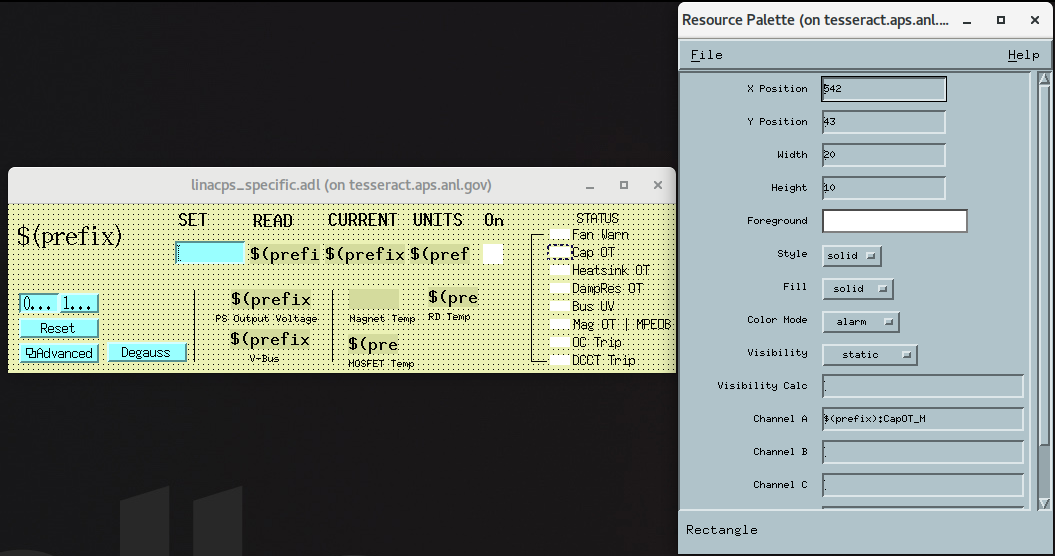 Resource Palette (on tesseract.aps.anl....
File Help
X Position 542
Y Position 43
Width 20
Height 10
Foreground
Style solid
Fill solid
Color Mode alarm
Visibility static
Visibility Calc
Channel A $(prefix):CapOT_M
Channel B
Channel C
Rectangle
linacps_specific.adl (on tesseract.aps.anl.gov)
SET READ CURRENT UNITS On STATUS
$(prefix)
$(prefi $(prefix $(pref
Fan Warn
Cap OT
Heatsink OT
DampRes OT
Bus UV
Mag OT | MPEOB
OC Trip
DCCT Trip
0... 1...
Reset
Advanced Degauss
$(prefix
PS Output Voltage
$(prefix
V-Bus
Magnet Temp
$(pre
MOSFET Temp
$(pre
RD Temp